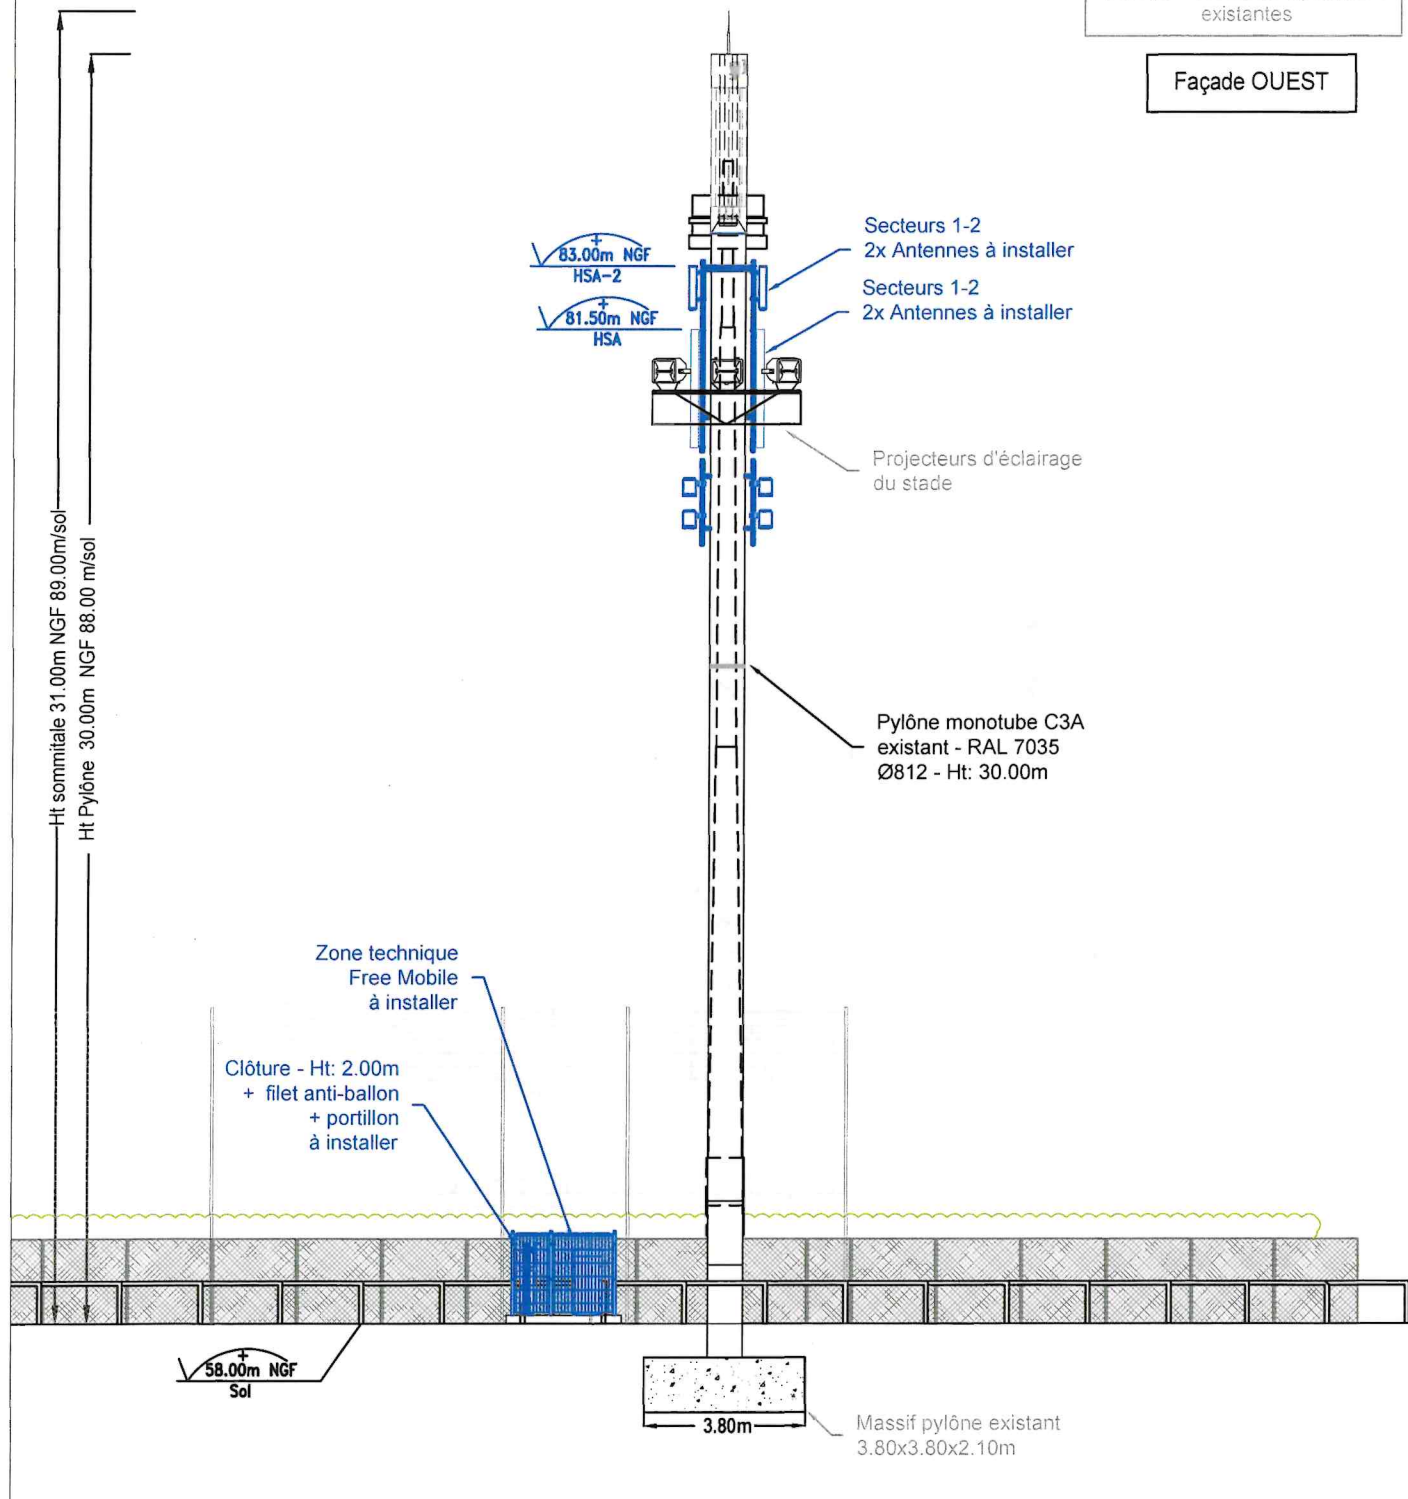 existantes
Façade OUEST
Secteurs 1-2
2x Antennes à installer
83.00m NGF
HSA-2
Secteurs 1-2
2x Antennes à installer
81.50m NGF
HSA
Projecteurs d'éclairage
du stade
Ht sommitale 31.00m NGF 89.00m/sol
Ht Pylône 30.00m NGF 88.00 m/sol
Pylône monotube C3A
existant - RAL 7035
Ø812 - Ht: 30.00m
Zone technique
Free Mobile
à installer
Clôture - Ht: 2.00m
+ filet anti-ballon
+ portillon
à installer
58.00m NGF
Sol
3.80m
Massif pylône existant
3.80x3.80x2.10m